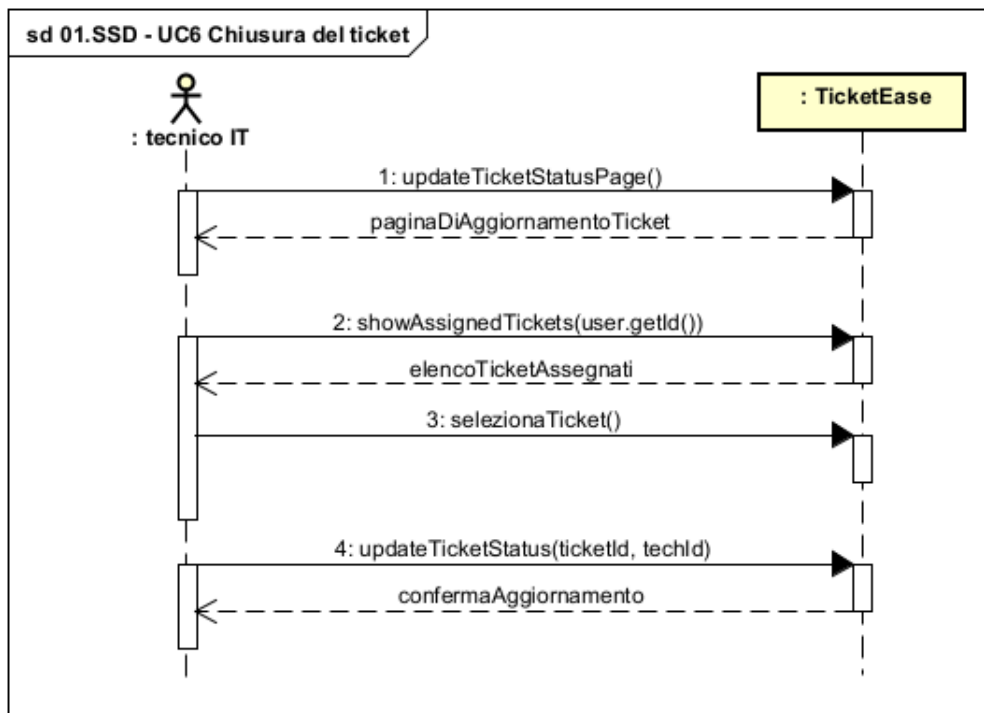 sd 01.SSD - UC6 Chiusura del ticket
: tecnico IT
: TicketEase
1: updateTicketStatusPage()
paginaDiAggiornamentoTicket
2: showAssignedTickets(user.getId())
elencoTicketAssegnati
3: selezionaTicket()
4: updateTicketStatus(ticketId, techId)
confermaAggiornamento